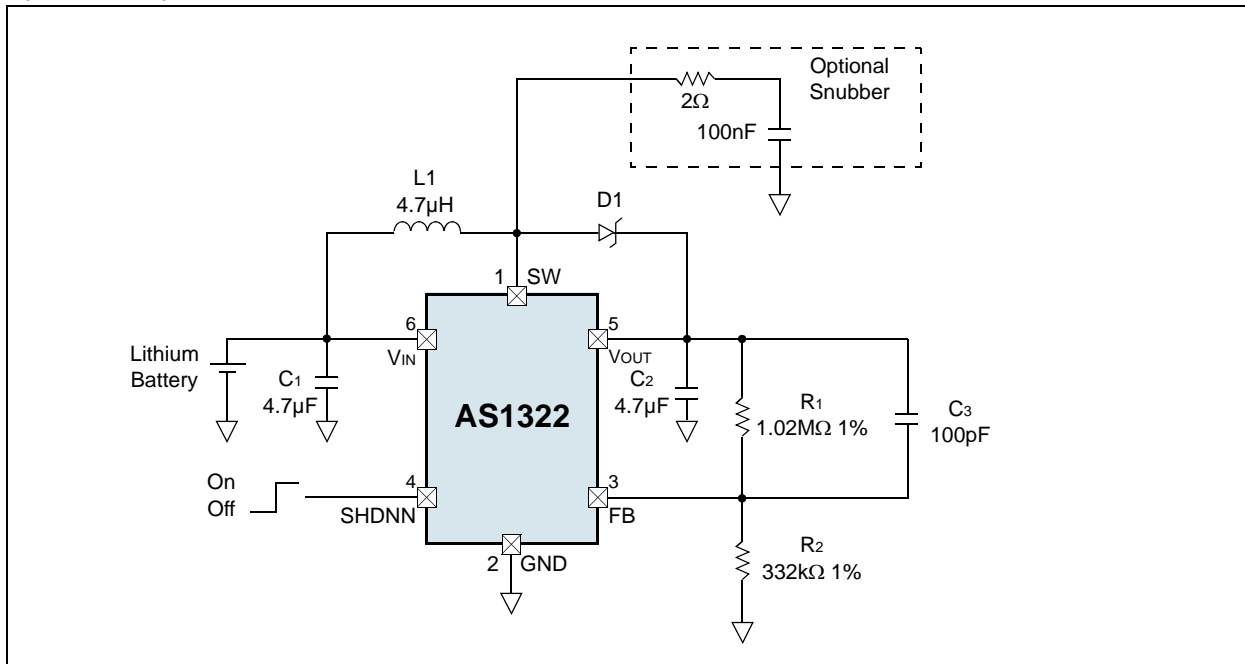 Optional
Snubber
2Ω
100nF
L1
4.7µH
D1
1 SW
6
VIN
5
VOUT
Lithium
Battery
C1
4.7µF
C2
4.7µF
AS1322
R1
1.02MΩ 1%
C3
100pF
On
Off
4
SHDNN
3
FB
2 GND
R2
332kΩ 1%